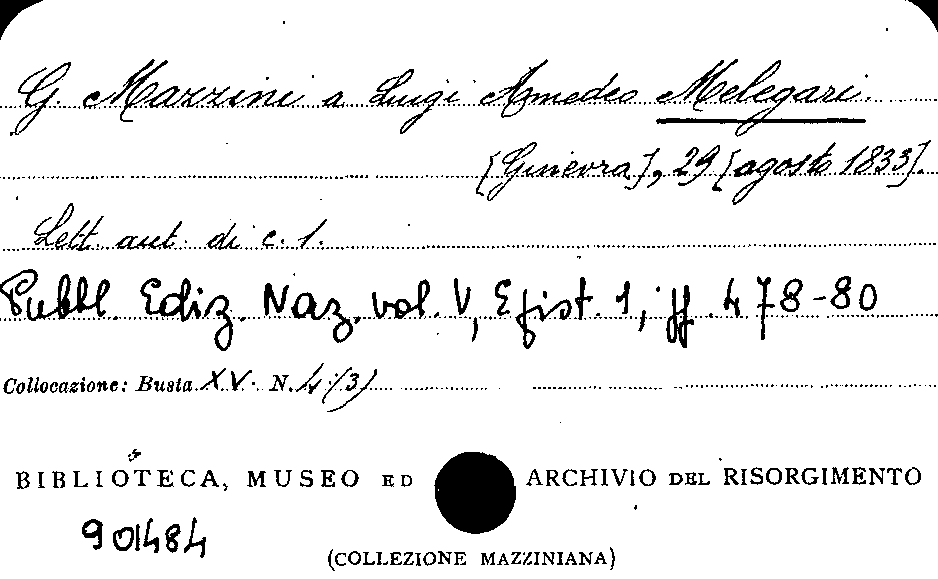 G. Mazzini a Luigi Amedeo Melegari.
[Ginevra], 29 [agosto 1833].
Lett. aut. di c. 1.
Pubbl. Ediz. Naz. vol. V, Epist. 1, pp. 478-80
Collocazione: Busta XV. N. 4 (3)
BIBLIOTECA, MUSEO ED ARCHIVIO DEL RISORGIMENTO
901484
(COLLEZIONE MAZZINIANA)